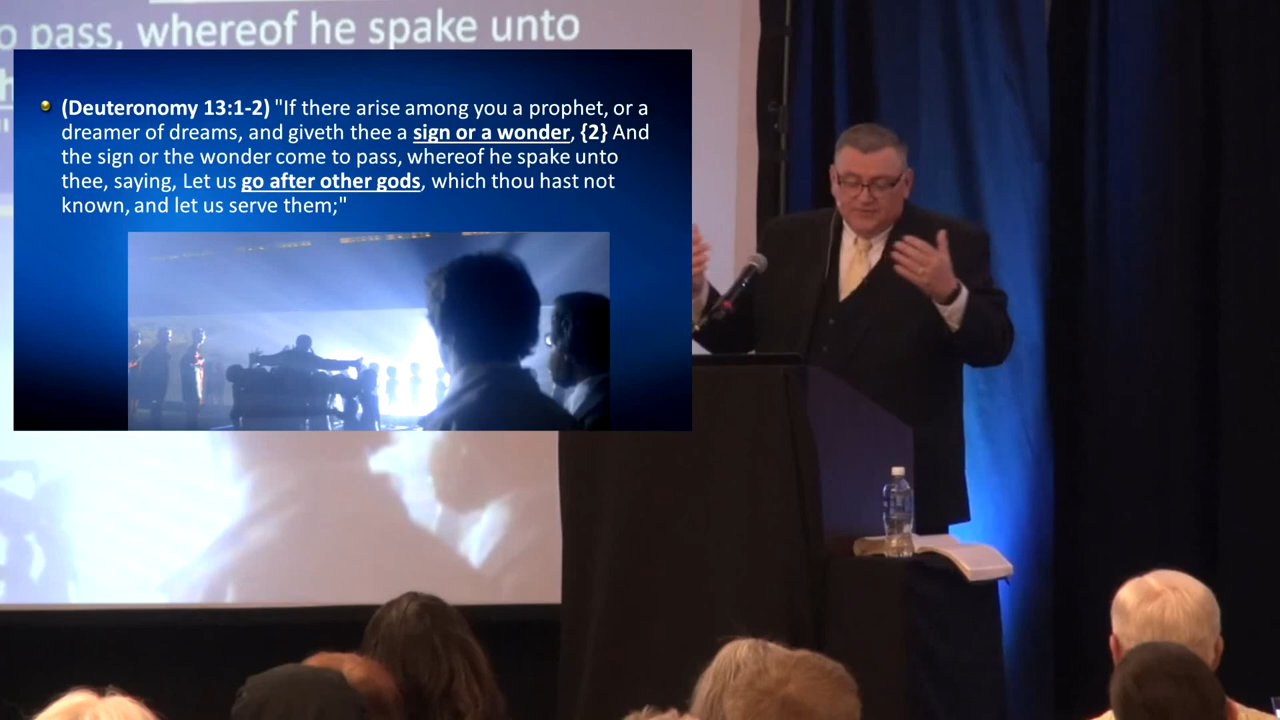 o pass, whereof he spake unto
(Deuteronomy 13:1-2) "If there arise among you a prophet, or a
dreamer of dreams, and giveth thee a sign or a wonder, {2} And
the sign or the wonder come to pass, whereof he spake unto
thee, saying, Let us go after other gods, which thou hast not
known, and let us serve them;"